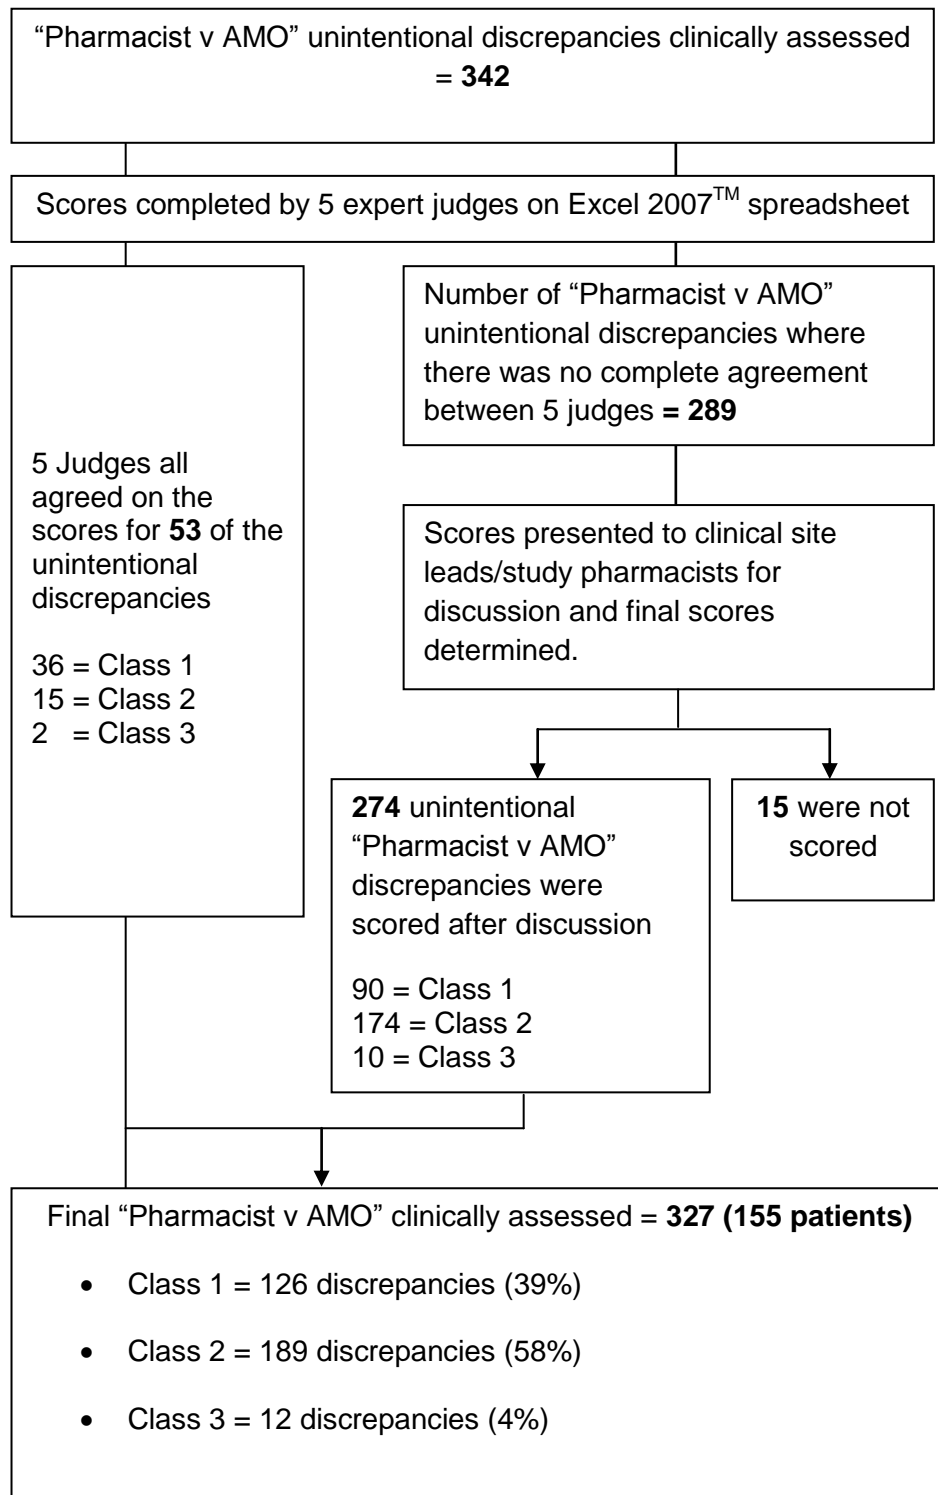 “Pharmacist v AMO” unintentional discrepancies clinically assessed
= 342
Scores completed by 5 expert judges on Excel 2007TM spreadsheet
5 Judges all
agreed on the
scores for 53 of the
unintentional
discrepancies
36 = Class 1
15 = Class 2
2 = Class 3
Number of “Pharmacist v AMO”
unintentional discrepancies where
there was no complete agreement
between 5 judges = 289
Scores presented to clinical site
leads/study pharmacists for
discussion and final scores
determined.
274 unintentional
“Pharmacist v AMO”
discrepancies were
scored after discussion
90 = Class 1
174 = Class 2
10 = Class 3
15 were not
scored
Final “Pharmacist v AMO” clinically assessed = 327 (155 patients)
• Class 1 = 126 discrepancies (39%)
• Class 2 = 189 discrepancies (58%)
• Class 3 = 12 discrepancies (4%)